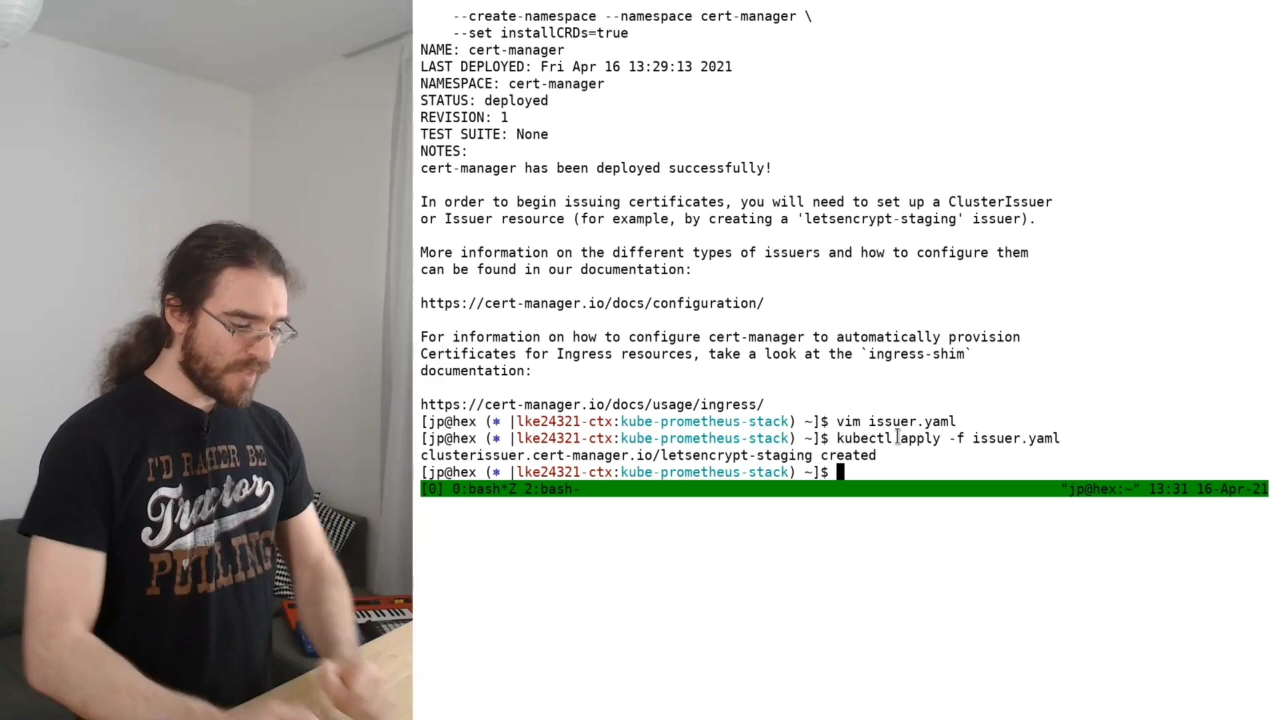 --create-namespace --namespace cert-manager \
--set installCRDs=true
NAME: cert-manager
LAST DEPLOYED: Fri Apr 16 13:29:13 2021
NAMESPACE: cert-manager
STATUS: deployed
REVISION: 1
TEST SUITE: None
NOTES:
cert-manager has been deployed successfully!
In order to begin issuing certificates, you will need to set up a ClusterIssuer
or Issuer resource (for example, by creating a 'letsencrypt-staging' issuer).
More information on the different types of issuers and how to configure them
can be found in our documentation:
https://cert-manager.io/docs/configuration/
For information on how to configure cert-manager to automatically provision
Certificates for Ingress resources, take a look at the `ingress-shim`
documentation:
https://cert-manager.io/docs/usage/ingress/
[jp@hex (* |lke24321-ctx:kube-prometheus-stack) ~]$ vim issuer.yaml
[jp@hex (* |lke24321-ctx:kube-prometheus-stack) ~]$ kubectl apply -f issuer.yaml
clusterissuer.cert-manager.io/letsencrypt-staging created
[jp@hex (* |lke24321-ctx:kube-prometheus-stack) ~]$
[0] 0:bash*Z 2:bash- "jp@hex:~" 13:31 16-Apr-21
I'D RATHER BE
Tractor
PULLING